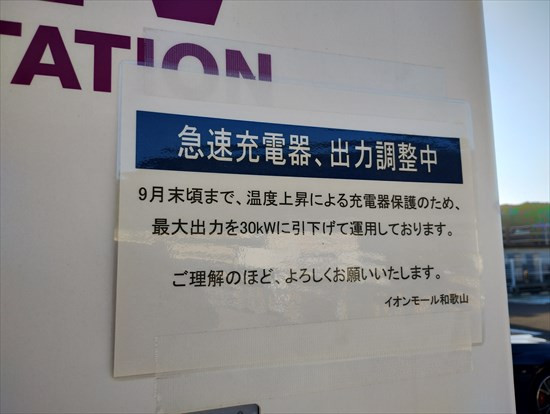 TATION
急速充電器、出力調整中
9月末頃まで、温度上昇による充電器保護のため、
最大出力を30kWに引下げて運用しております。
ご理解のほど、よろしくお願いいたします。
イオンモール和歌山